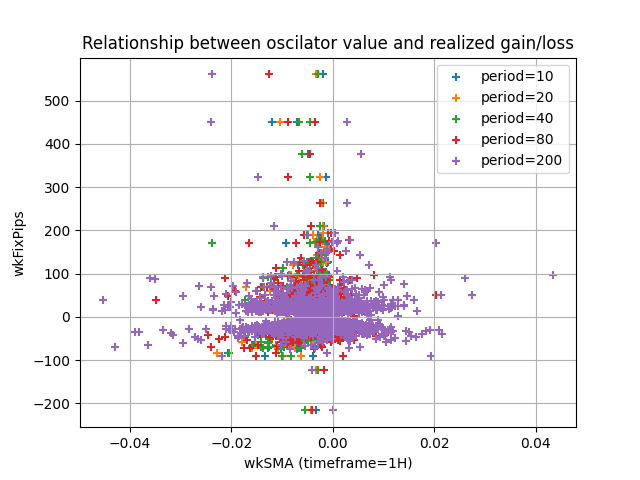 Relationship between oscilator value and realized gain/loss
period=10
period=20
period=40
period=80
period=200
500
400
300
200
100
0
−100
−200
wkFixPips
−0.04
−0.02
0.00
0.02
0.04
wkSMA (timeframe=1H)